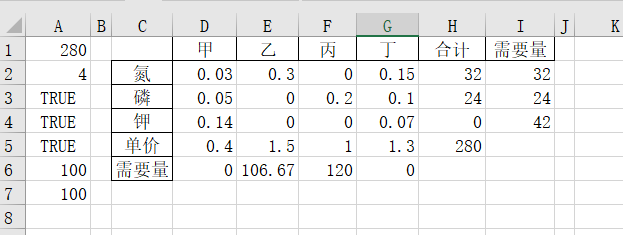 A B C D E F G H I J K
1 280 甲 乙 丙 丁 合计 需要量
2 4 氮 0.03 0.3 0 0.15 32 32
3 TRUE 磷 0.05 0 0.2 0.1 24 24
4 TRUE 钾 0.14 0 0 0.07 0 42
5 TRUE 单价 0.4 1.5 1 1.3 280
6 100 需要量 0 106.67 120 0
7 100
8